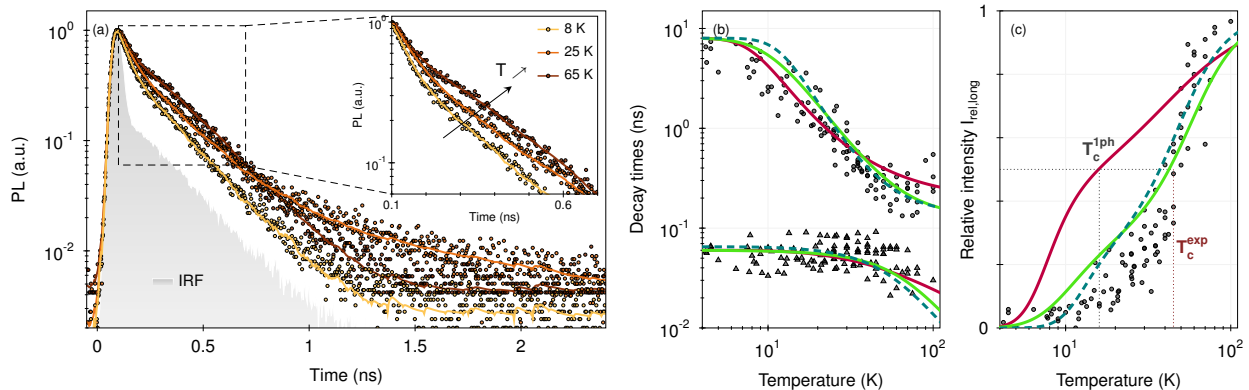 (a)
10^0
10^-1
10^-2
PL (a.u.)
0
0.5
1
1.5
2
Time (ns)
IRF
10^0
10^-1
PL (a.u.)
0.1
0.6
Time (ns)
T
8 K
25 K
65 K
(b)
10^1
10^0
10^-1
10^-2
Decay times (ns)
10^1
10^2
Temperature (K)
(c)
1
0
Relative intensity I_rel,long
T_c^1ph
T_c^exp
10^1
10^2
Temperature (K)